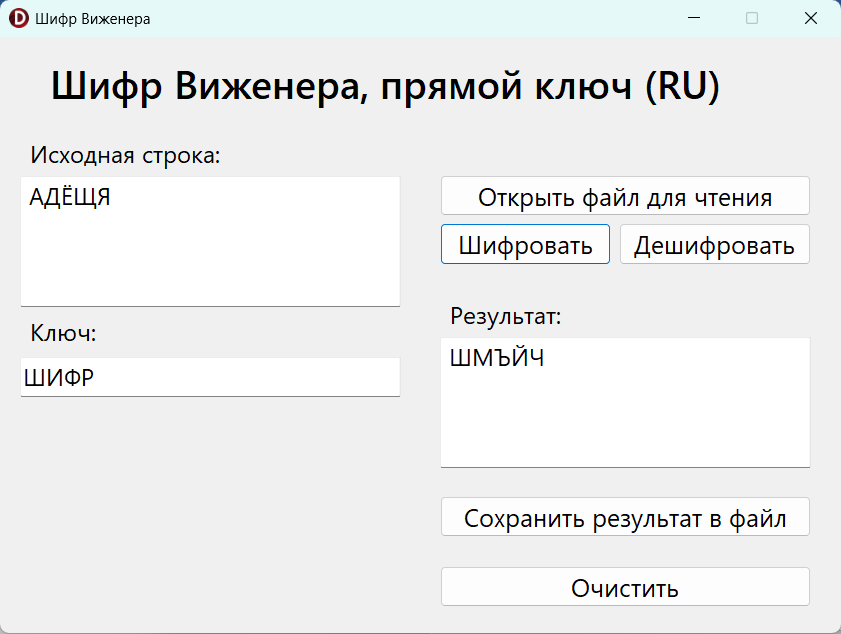 Шифр Виженера
Шифр Виженера, прямой ключ (RU)
Исходная строка:
АДЁЩЯ
Ключ:
ШИФР
Открыть файл для чтения
Шифровать
Дешифровать
Результат:
ШМЪЙЧ
Сохранить результат в файл
Очистить